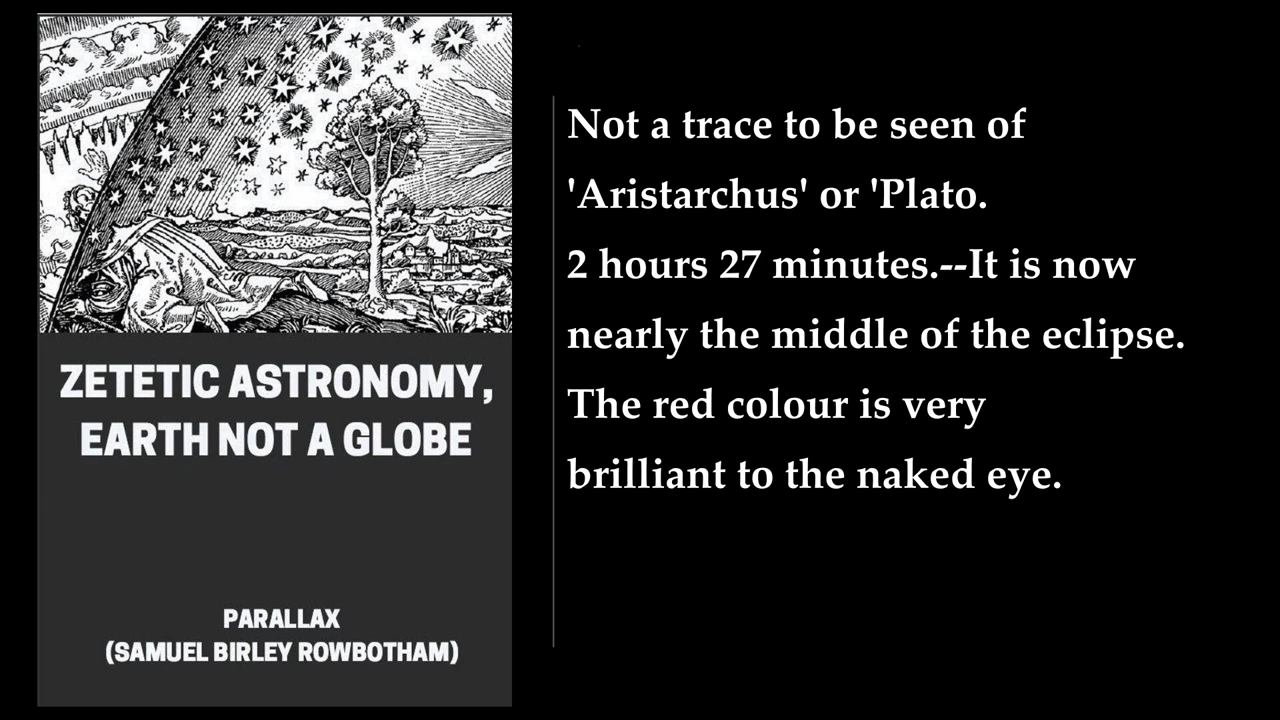 ZETETIC ASTRONOMY,
EARTH NOT A GLOBE
PARALLAX
(SAMUEL BIRLEY ROWBOTHAM)
Not a trace to be seen of
'Aristarchus' or 'Plato.
2 hours 27 minutes.--It is now
nearly the middle of the eclipse.
The red colour is very
brilliant to the naked eye.